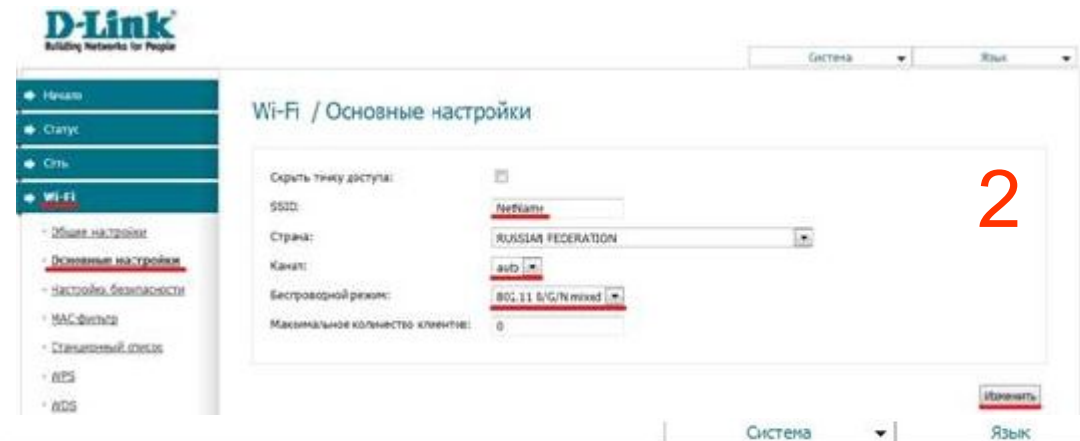 D-Link
Building Networks for People
Система Язык
Начало
Статус
Сеть
Wi-Fi
Общие настройки
Основные настройки
Настройки безопасности
MAC-фильтр
Станционный список
WPS
WDS
Wi-Fi / Основные настройки
Скрыть точку доступа:
SSID: NetName
Страна: RUSSIAN FEDERATION
Канал: auto
Беспроводной режим: 802.11 B/G/N mixed
Максимальное количество клиентов: 0
2
Изменить
Система Язык